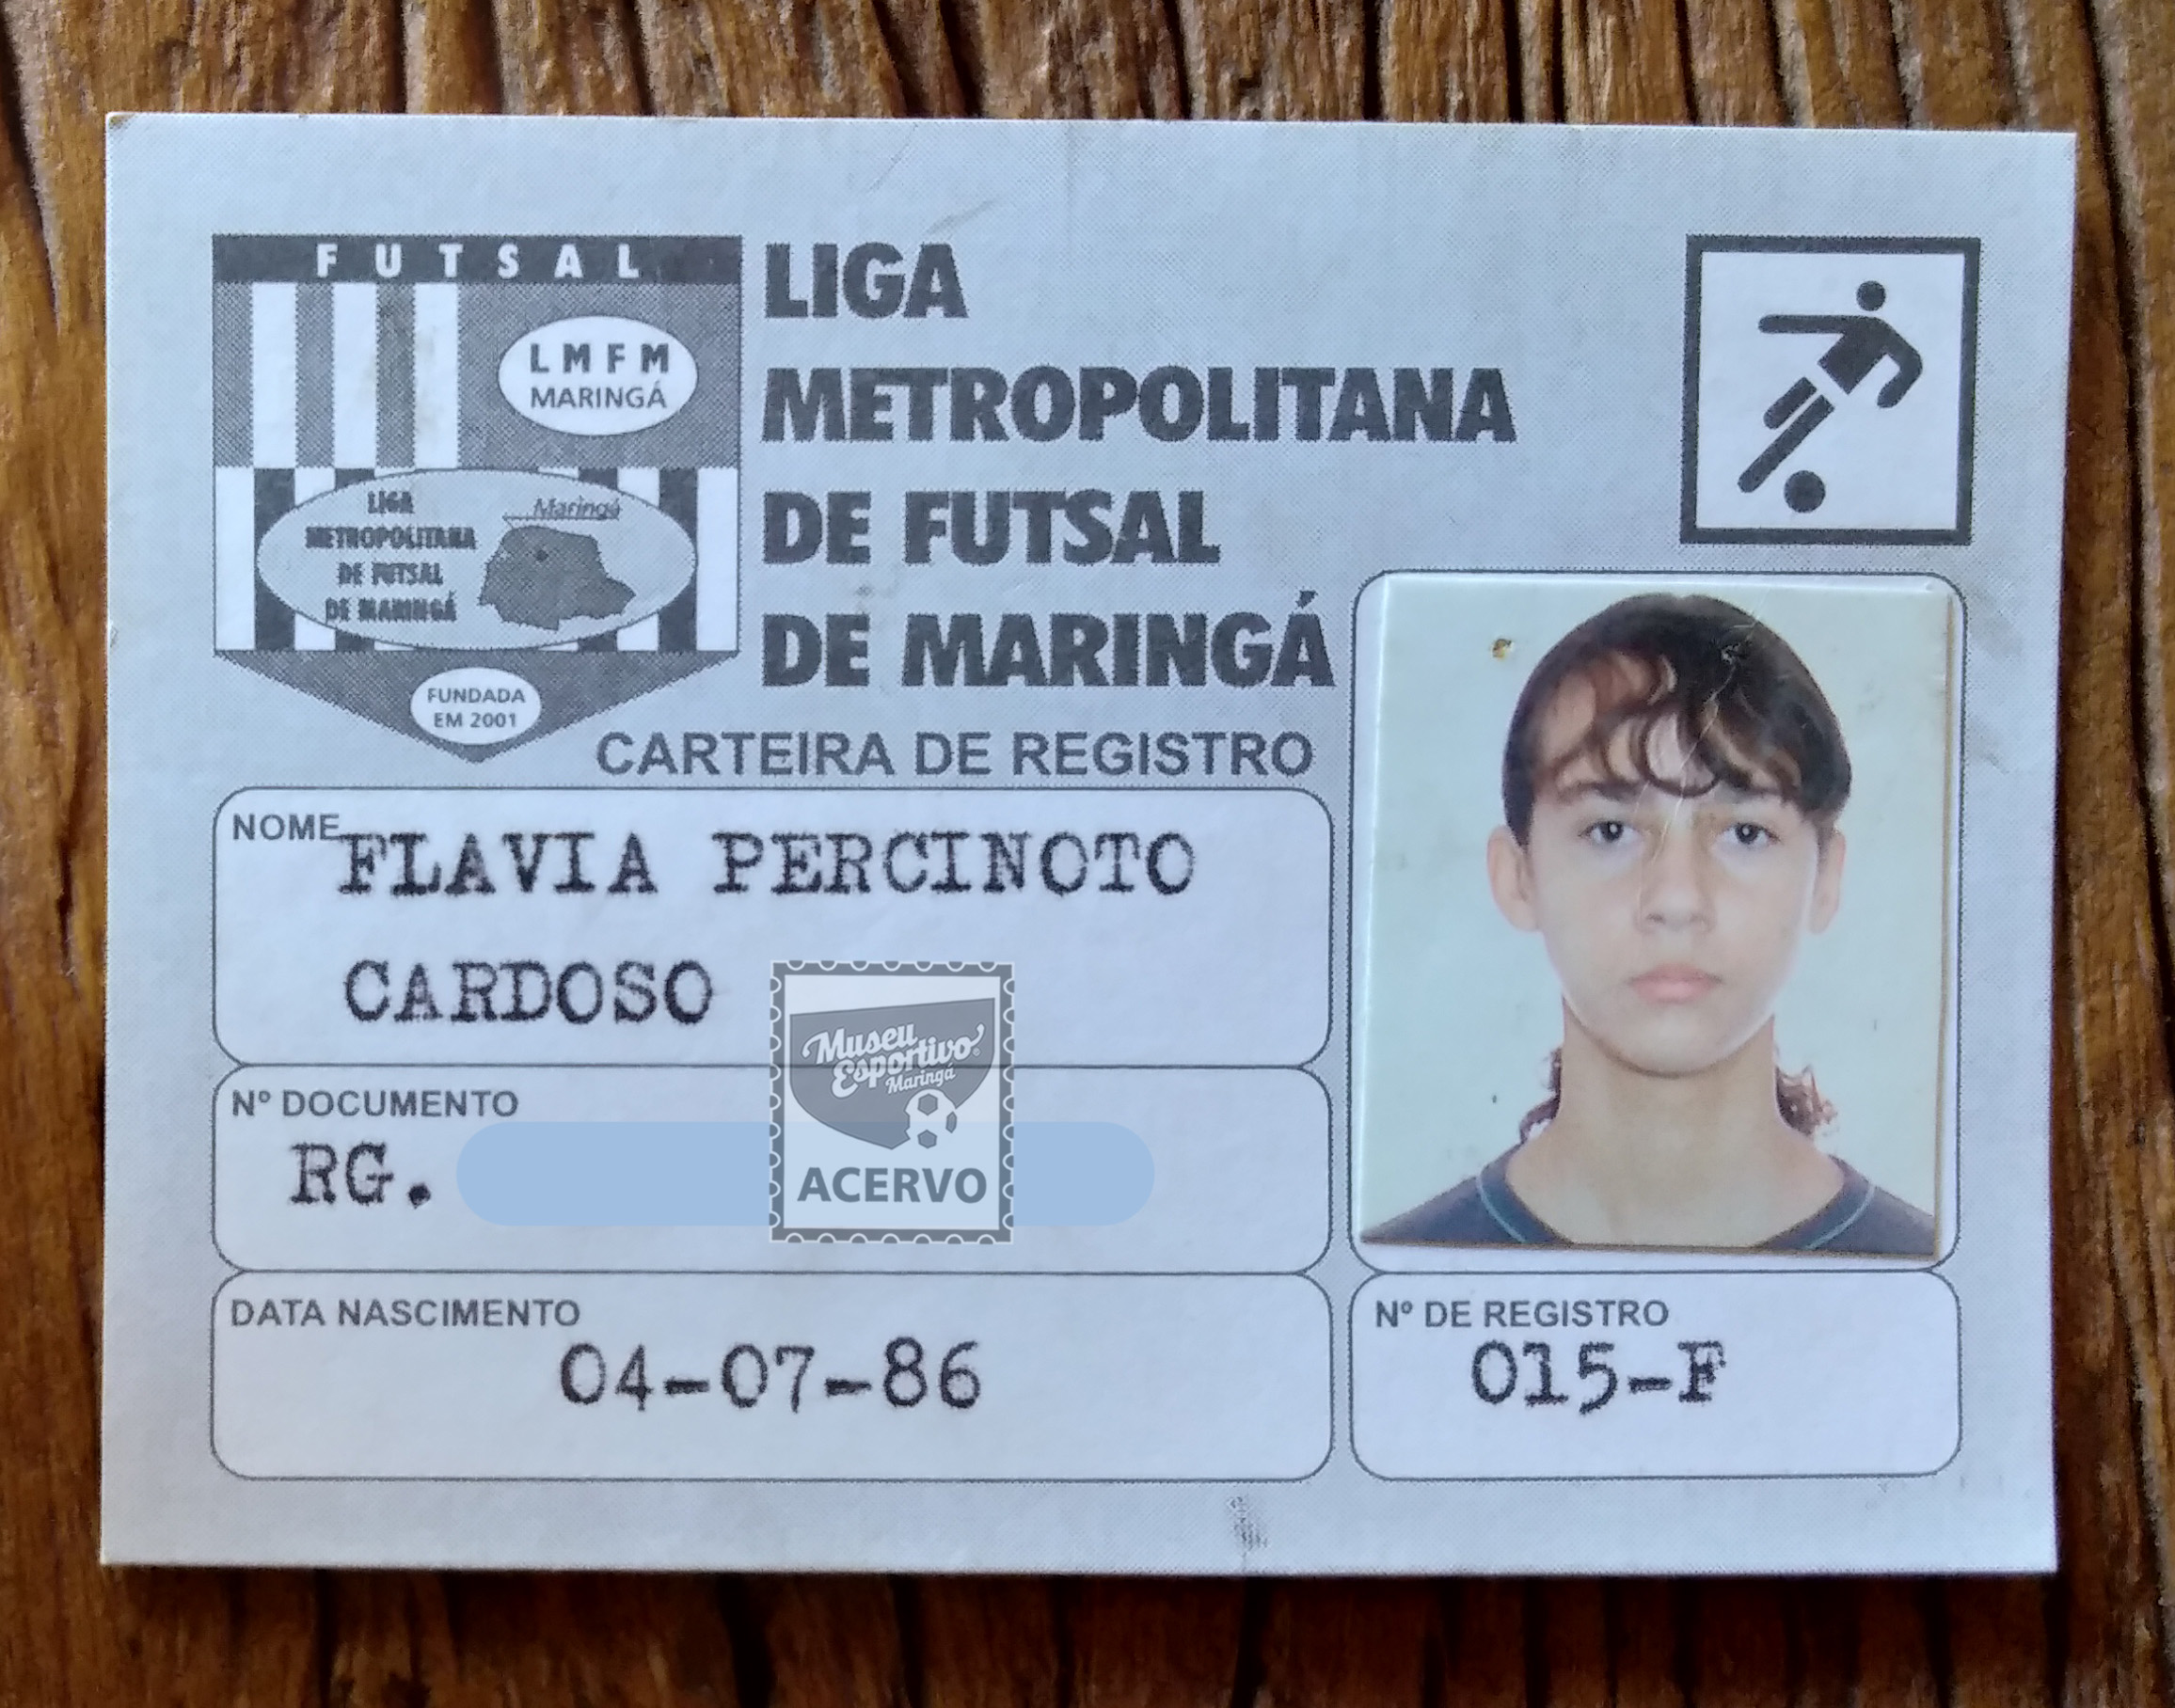 FUTSAL
LMFM
MARINGÁ
LIGA
METROPOLITANA
DE FUTSAL
DE MARINGÁ
Maringá
FUNDADA
EM 2001
LIGA
METROPOLITANA
DE FUTSAL
DE MARINGÁ
CARTEIRA DE REGISTRO
NOME
FLAVIA PERCINOTO
CARDOSO
Nº DOCUMENTO
RG.
Museu
Esportivo
Maringá
ACERVO
DATA NASCIMENTO
04-07-86
Nº DE REGISTRO
015-F